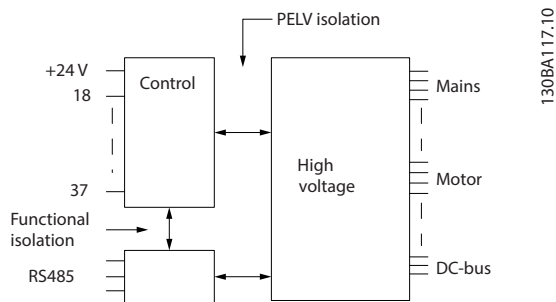 PELV isolation
130BA117.10
+24 V
Control
18
37
Mains
High
voltage
Motor
Functional
isolation
RS485
DC-bus